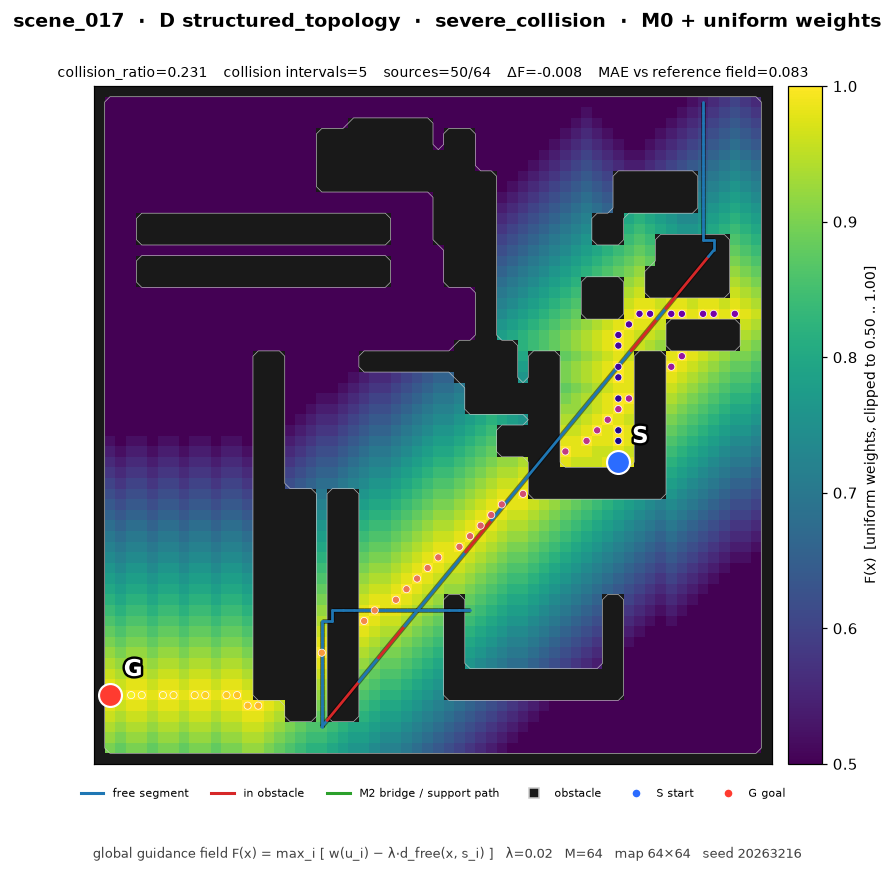 scene_017 · D structured_topology · severe_collision · M0 + uniform weights
collision_ratio=0.231 collision intervals=5 sources=50/64 ΔF=-0.008 MAE vs reference field=0.083
1.0
0.9
0.8
0.7
0.6
0.5
F(x) [uniform weights, clipped to 0.50 .. 1.00]
S
G
free segment in obstacle M2 bridge / support path obstacle S start G goal
global guidance field F(x) = max_i [ w(u_i) − λ·d_free(x, s_i) ] λ=0.02 M=64 map 64×64 seed 20263216